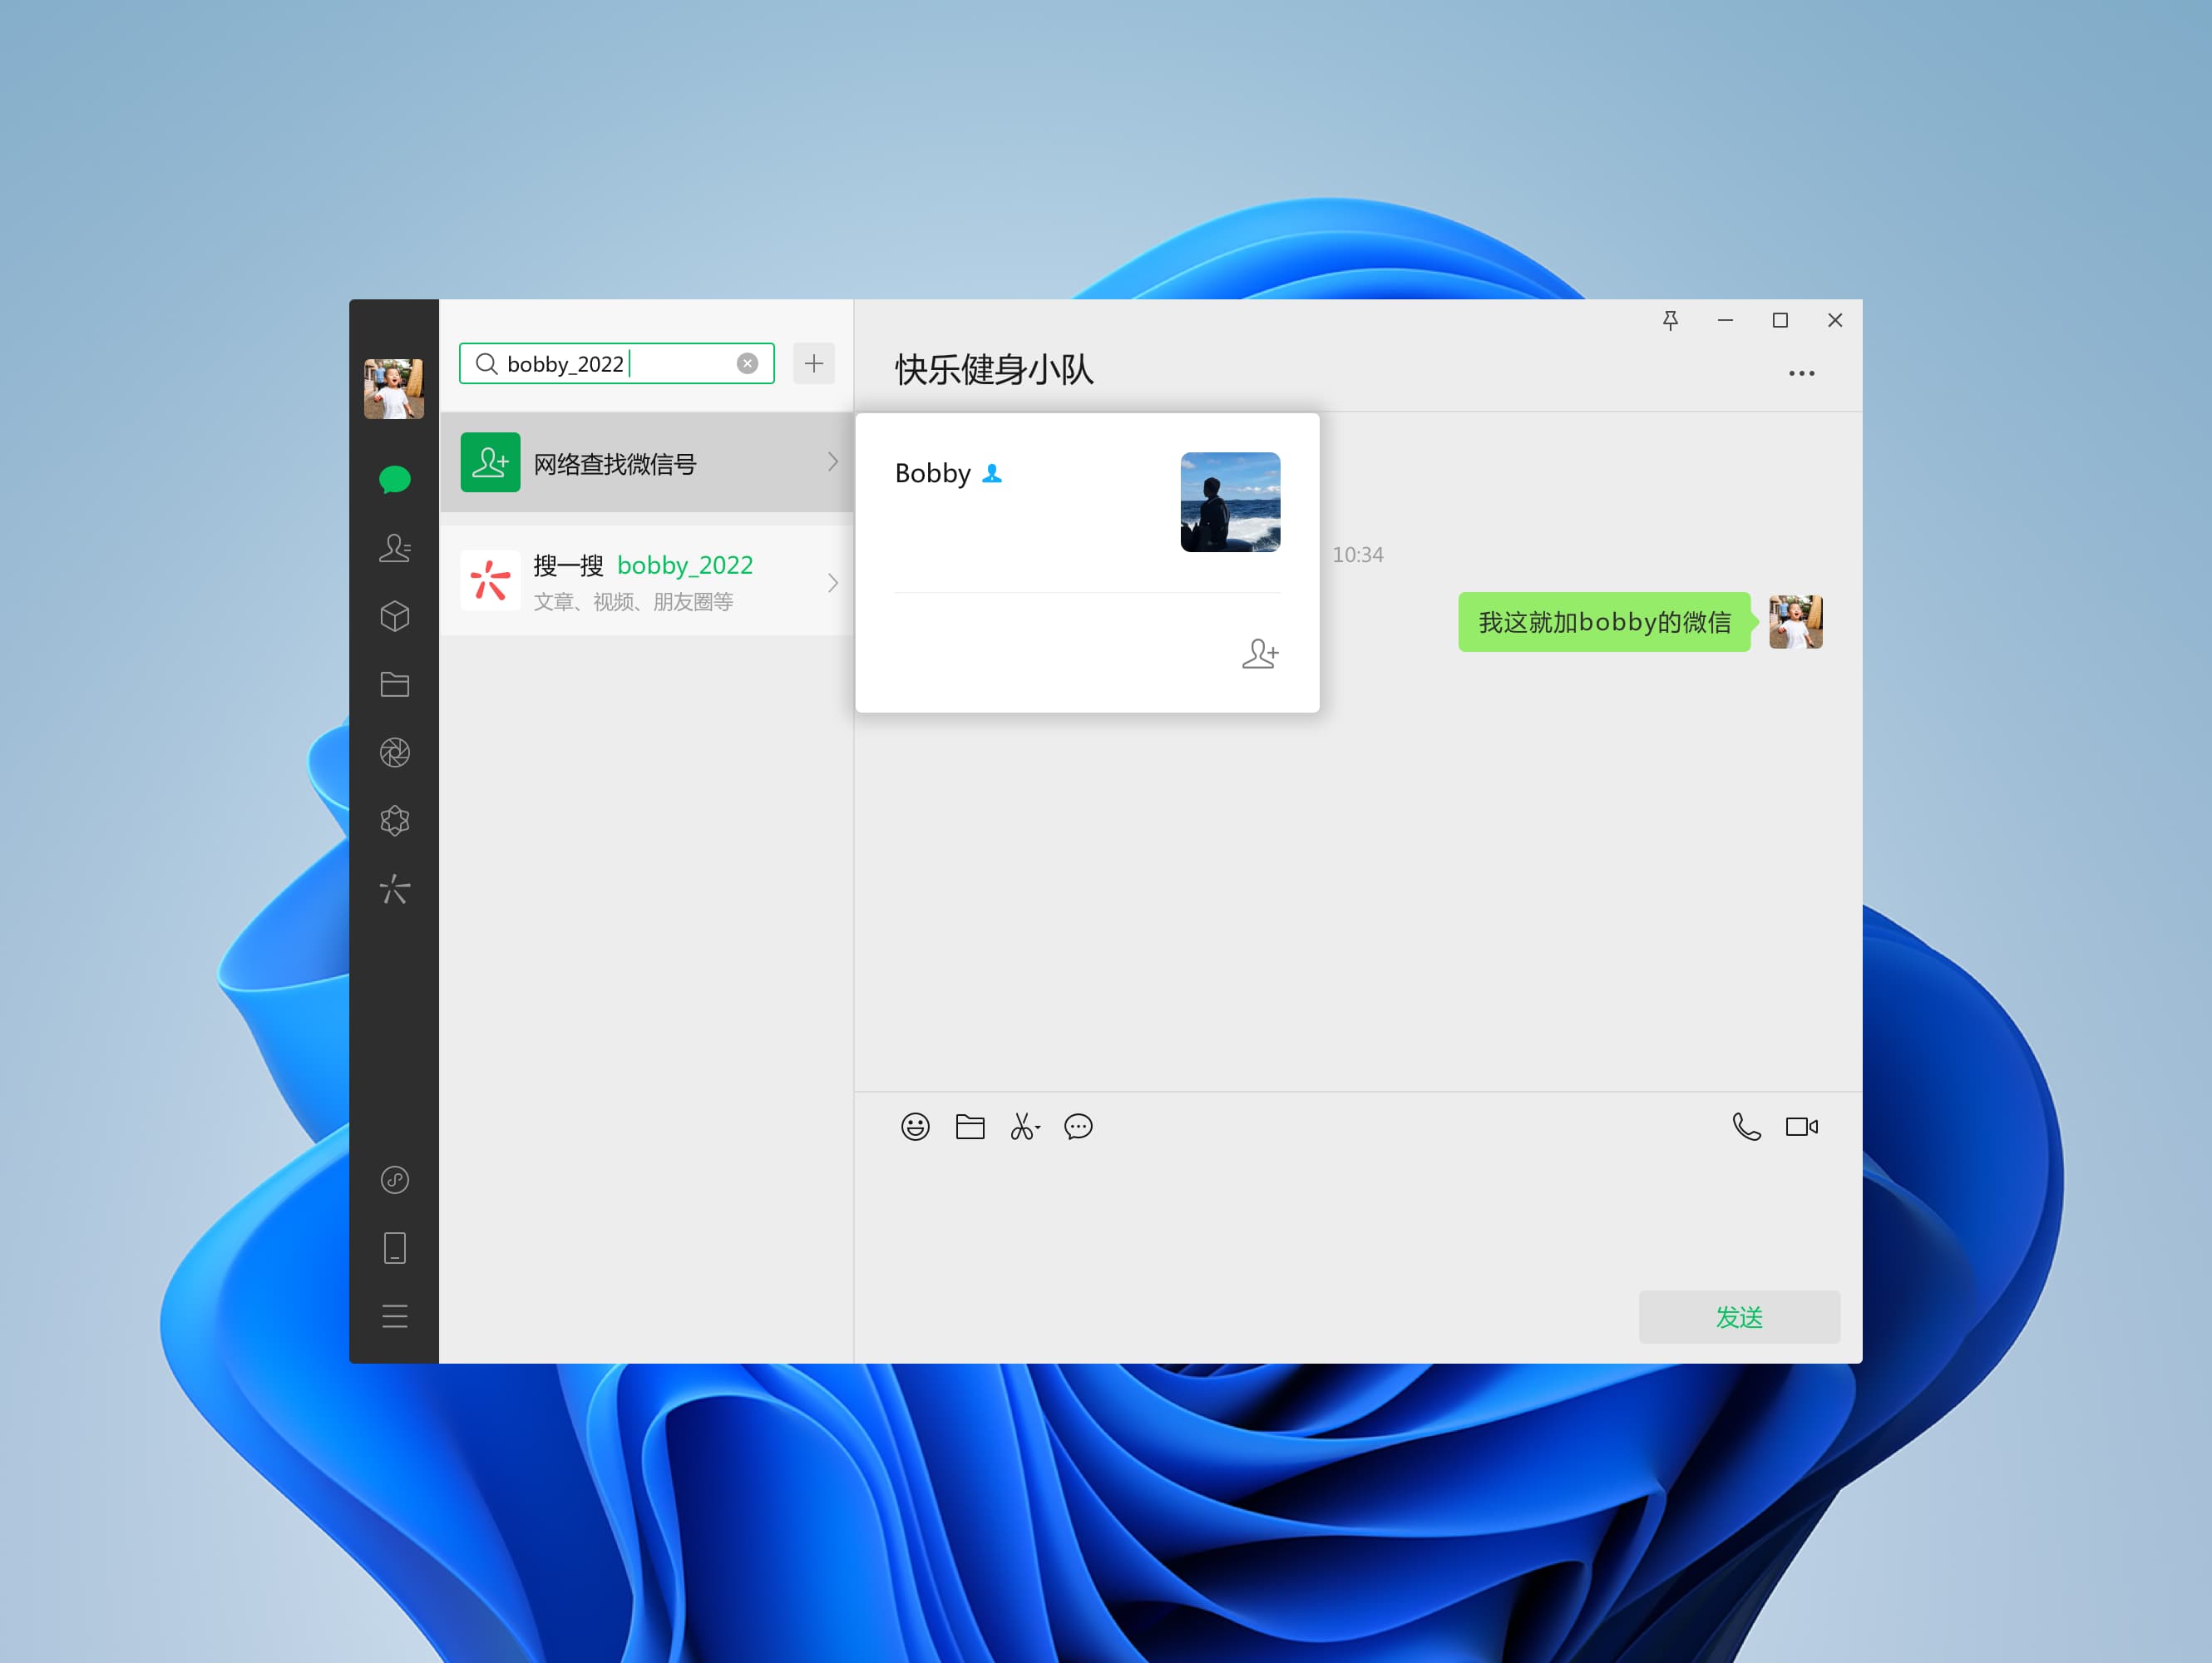 bobby_2022
快乐健身小队
网络查找微信号
搜一搜 bobby_2022
文章、视频、朋友圈等
Bobby
10:34
我这就加bobby的微信
发送